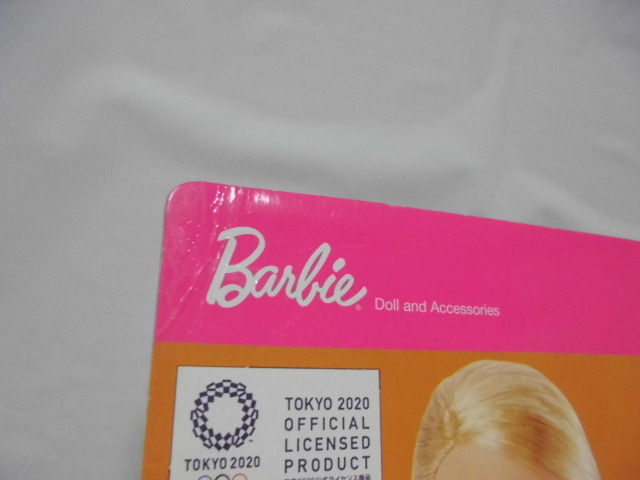 Barbie®
Doll and Accessories
TOKYO 2020
TOKYO 2020
OFFICIAL
LICENSED
PRODUCT